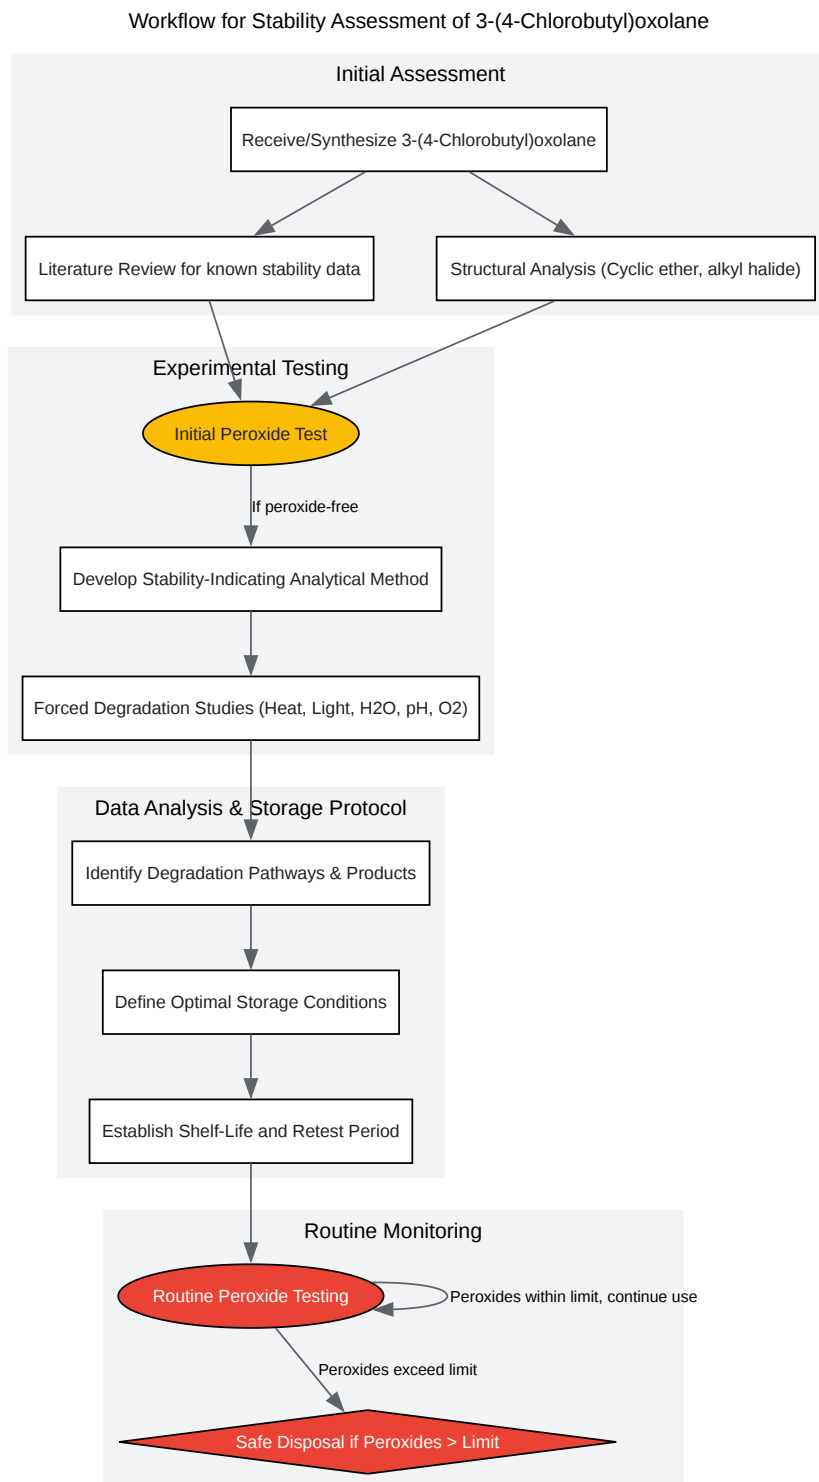 Workflow for Stability Assessment of 3-(4-Chlorobutyl)oxolane
Initial Assessment
Receive/Synthesize 3-(4-Chlorobutyl)oxolane
Literature Review for known stability data
Structural Analysis (Cyclic ether, alkyl halide)
Experimental Testing
Initial Peroxide Test
If peroxide-free
Develop Stability-Indicating Analytical Method
Forced Degradation Studies (Heat, Light, H2O, pH, O2)
Data Analysis & Storage Protocol
Identify Degradation Pathways & Products
Define Optimal Storage Conditions
Establish Shelf-Life and Retest Period
Routine Monitoring
Routine Peroxide Testing
Peroxides within limit, continue use
Peroxides exceed limit
Safe Disposal if Peroxides > Limit